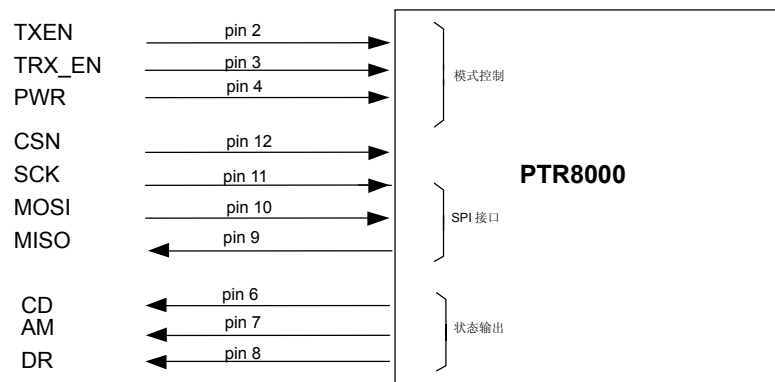 TXEN pin 2
TRX_EN pin 3
PWR pin 4
模式控制
CSN pin 12
SCK pin 11
PTR8000
MOSI pin 10
SPI 接口
MISO pin 9
CD pin 6
AM pin 7
状态输出
DR pin 8